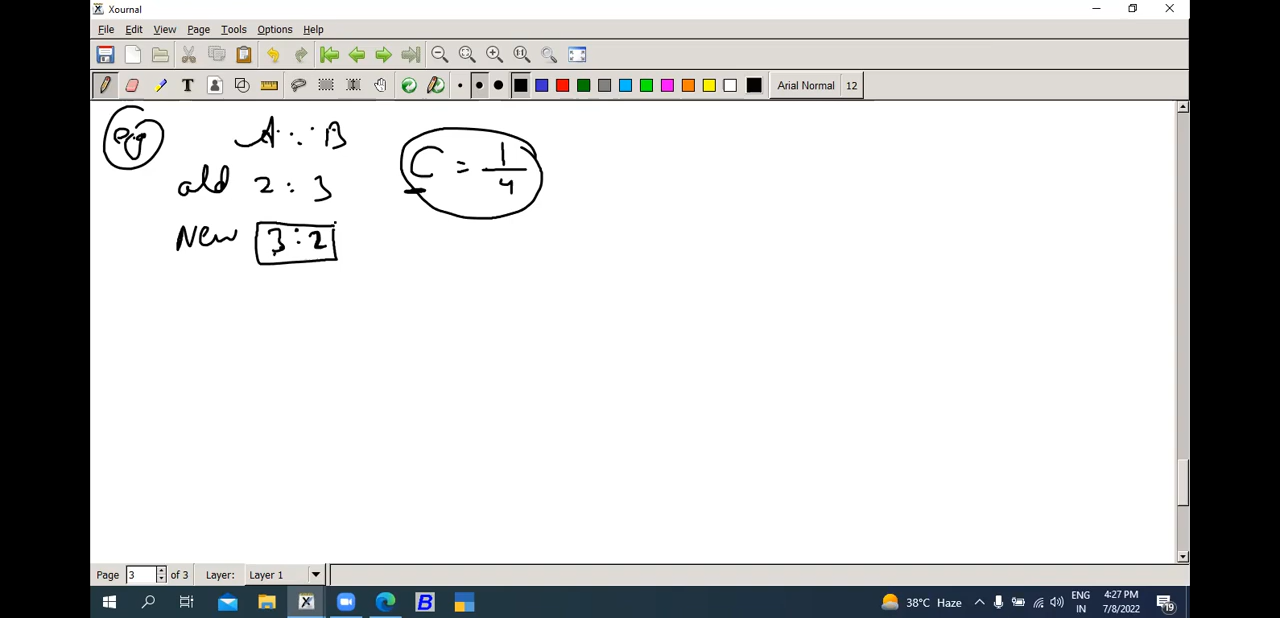 Xournal
File Edit View Page Tools Options Help
Arial Normal 12
eg A : B
old 2 : 3
New 3 : 2
C = 1/4
Page 3 of 3 Layer: Layer 1
38°C Haze
ENG
IN
4:27 PM
7/8/2022
19